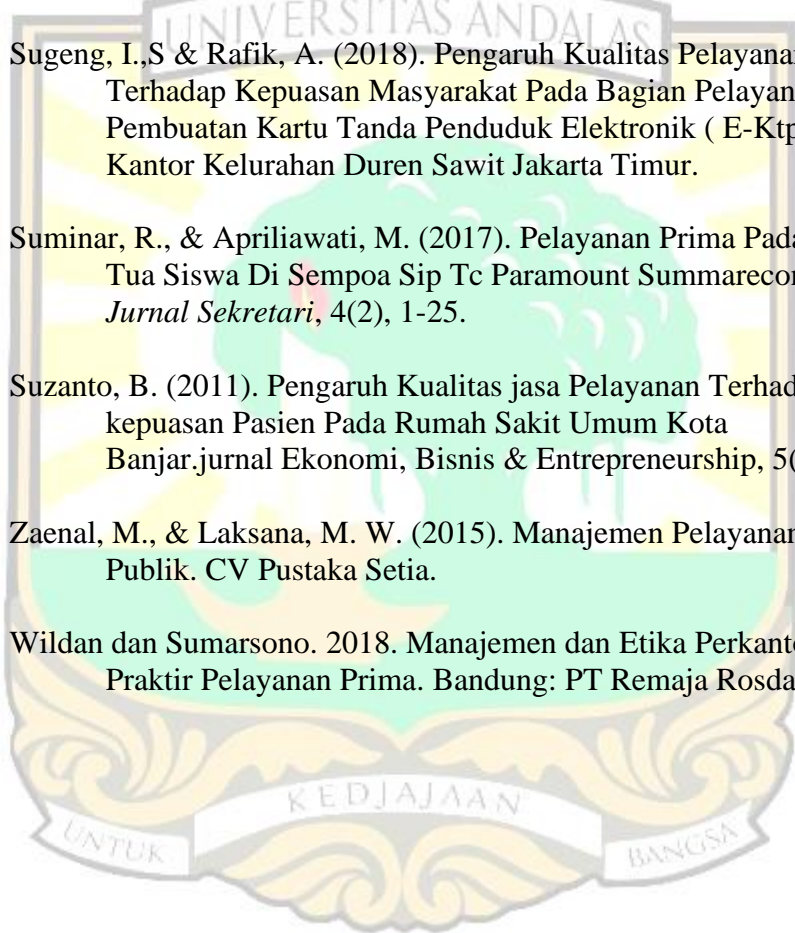 UNIVERSITAS ANDALAS
Sugeng, I.,S & Rafik, A. (2018). Pengaruh Kualitas Pelayanan
Terhadap Kepuasan Masyarakat Pada Bagian Pelayan
Pembuatan Kartu Tanda Penduduk Elektronik ( E-Ktp
Kantor Kelurahan Duren Sawit Jakarta Timur.
Suminar, R., & Apriliawati, M. (2017). Pelayanan Prima Pada
Tua Siswa Di Sempoa Sip Tc Paramount Summarecon
Jurnal Sekretari, 4(2), 1-25.
Suzanto, B. (2011). Pengaruh Kualitas jasa Pelayanan Terhad
kepuasan Pasien Pada Rumah Sakit Umum Kota
Banjar.jurnal Ekonomi, Bisnis & Entrepreneurship, 5(
Zaenal, M., & Laksana, M. W. (2015). Manajemen Pelayanan
Publik. CV Pustaka Setia.
Wildan dan Sumarsono. 2018. Manajemen dan Etika Perkanto
Praktir Pelayanan Prima. Bandung: PT Remaja Rosda
KEDJAJAAN
UNTUK BANGSA